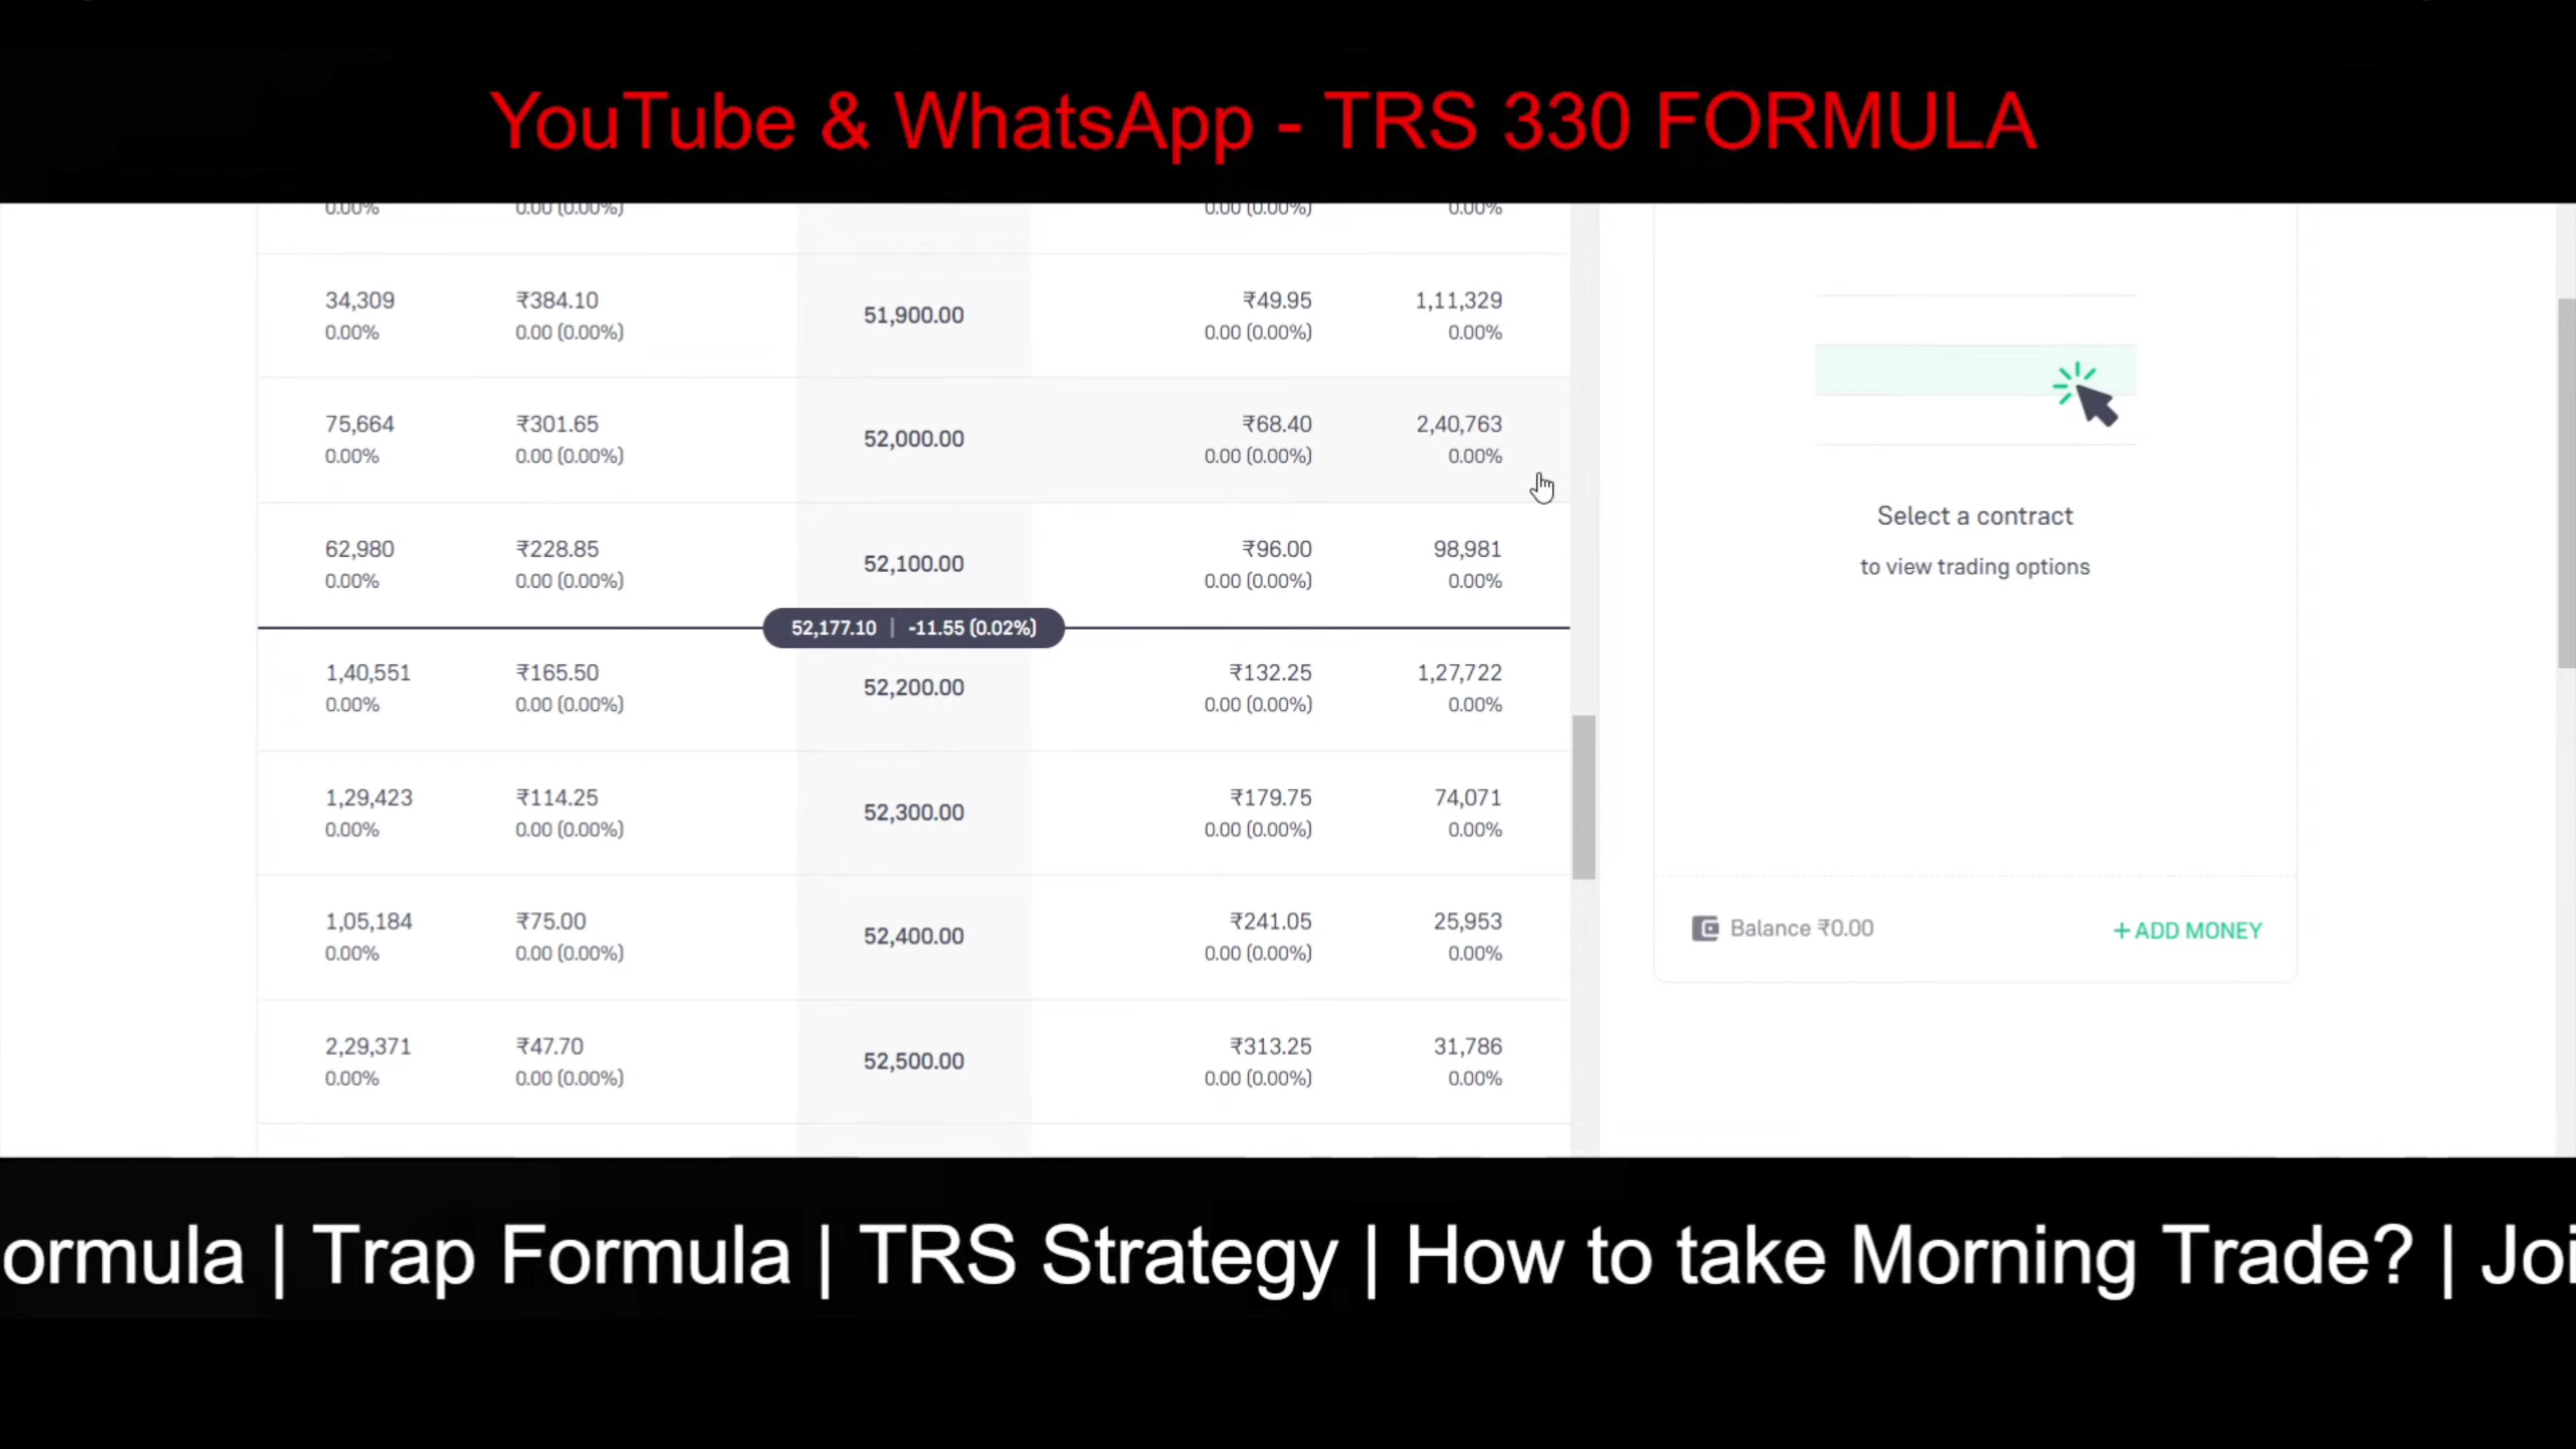 YouTube & WhatsApp - TRS 330 FORMULA
0.00% 0.00 (0.00%) 0.00 (0.00%) 0.00%
34,309 ₹384.10 51,900.00 ₹49.95 1,11,329
0.00% 0.00 (0.00%) 0.00 (0.00%) 0.00%
75,664 ₹301.65 52,000.00 ₹68.40 2,40,763
0.00% 0.00 (0.00%) 0.00 (0.00%) 0.00%
62,980 ₹228.85 52,100.00 ₹96.00 98,981
0.00% 0.00 (0.00%) 0.00 (0.00%) 0.00%
52,177.10 | -11.55 (0.02%)
1,40,551 ₹165.50 52,200.00 ₹132.25 1,27,722
0.00% 0.00 (0.00%) 0.00 (0.00%) 0.00%
1,29,423 ₹114.25 52,300.00 ₹179.75 74,071
0.00% 0.00 (0.00%) 0.00 (0.00%) 0.00%
1,05,184 ₹75.00 52,400.00 ₹241.05 25,953
0.00% 0.00 (0.00%) 0.00 (0.00%) 0.00%
2,29,371 ₹47.70 52,500.00 ₹313.25 31,786
0.00% 0.00 (0.00%) 0.00 (0.00%) 0.00%
Select a contract
to view trading options
Balance ₹0.00 + ADD MONEY
ormula | Trap Formula | TRS Strategy | How to take Morning Trade? | Joi